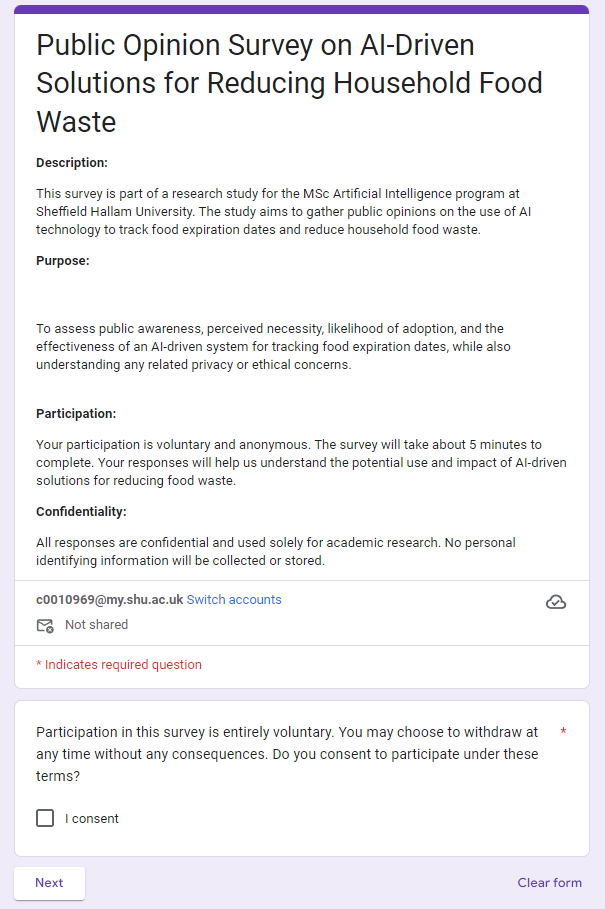 Public Opinion Survey on AI-Driven
Solutions for Reducing Household Food
Waste
Description:
This survey is part of a research study for the MSc Artificial Intelligence program at
Sheffield Hallam University. The study aims to gather public opinions on the use of AI
technology to track food expiration dates and reduce household food waste.
Purpose:
To assess public awareness, perceived necessity, likelihood of adoption, and the
effectiveness of an AI-driven system for tracking food expiration dates, while also
understanding any related privacy or ethical concerns.
Participation:
Your participation is voluntary and anonymous. The survey will take about 5 minutes to
complete. Your responses will help us understand the potential use and impact of AI-driven
solutions for reducing food waste.
Confidentiality:
All responses are confidential and used solely for academic research. No personal
identifying information will be collected or stored.
c0010969@my.shu.ac.uk Switch accounts
Not shared
* Indicates required question
Participation in this survey is entirely voluntary. You may choose to withdraw at *
any time without any consequences. Do you consent to participate under these
terms?
I consent
Next Clear form